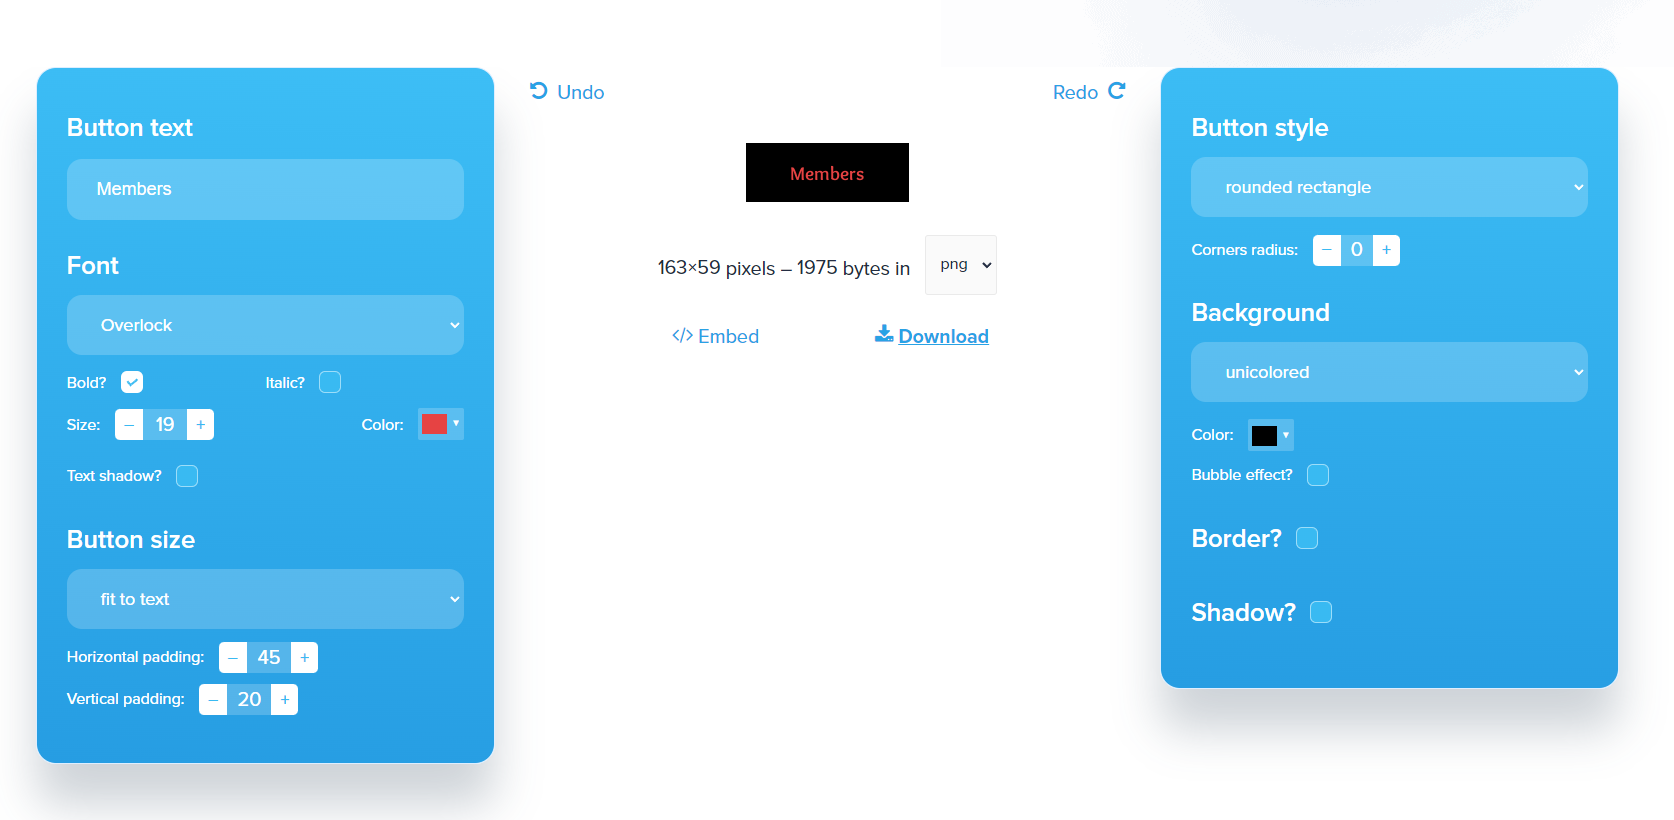 Button text
Members
Font
Overlock
Bold?
Italic?
Size: – 19 +
Color:
Text shadow?
Button size
fit to text
Horizontal padding: – 45 +
Vertical padding: – 20 +
Undo
Redo
Members
163×59 pixels – 1975 bytes in png
</> Embed
Download
Button style
rounded rectangle
Corners radius: – 0 +
Background
unicolored
Color:
Bubble effect?
Border?
Shadow?